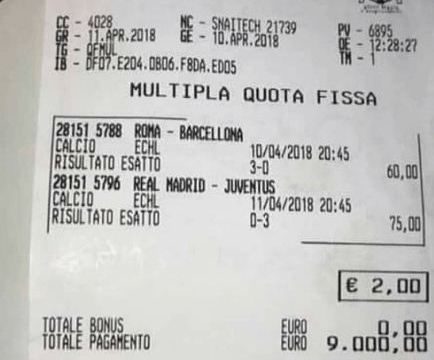 CC - 4028 NC - SNAITECH 21739 PV - 6895
GR - 11.APR.2018 GE - 10.APR.2018 OE - 12:28:27
TG - QFMUL TM - 1
IB - DF07.E204.0B06.F8DA.ED05
MULTIPLA QUOTA FISSA
28151 5788 ROMA - BARCELLONA
CALCIO ECHL 10/04/2018 20:45
RISULTATO ESATTO 3-0 60,00
28151 5796 REAL MADRID - JUVENTUS
CALCIO ECHL 11/04/2018 20:45
RISULTATO ESATTO 0-3 75,00
€ 2,00
TOTALE BONUS EURO 0,00
TOTALE PAGAMENTO EURO 9.000,00